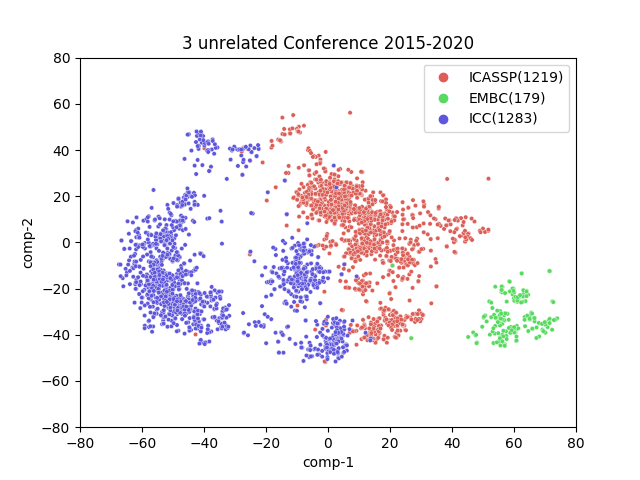 3 unrelated Conference 2015-2020
ICASSP(1219)
EMBC(179)
ICC(1283)
comp-2
80
60
40
20
0
−20
−40
−60
−80
−80 −60 −40 −20 0 20 40 60 80
comp-1